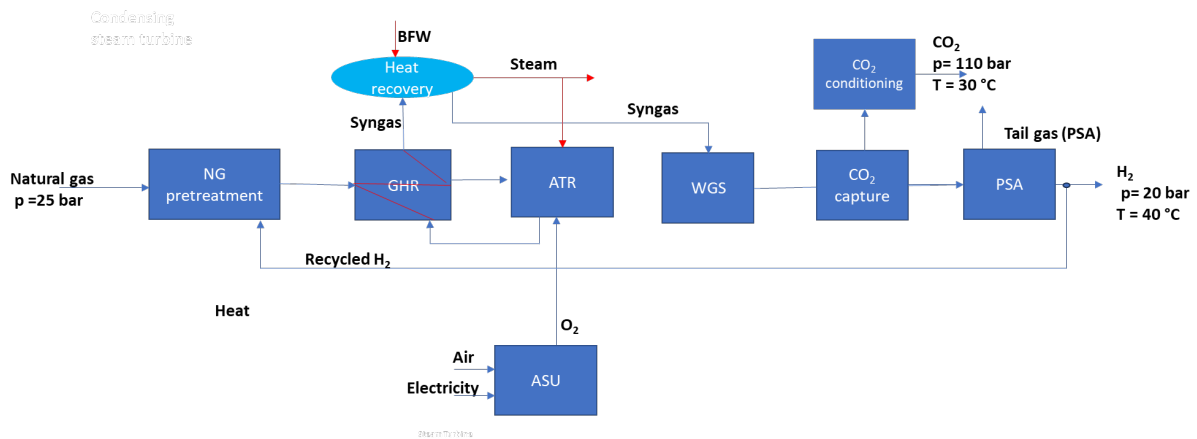 Condensing
steam turbine
BFW
Heat
recovery
Steam
CO₂
p= 110 bar
T = 30 °C
CO₂
conditioning
Syngas
Syngas
Tail gas (PSA)
Natural gas
p =25 bar
NG
pretreatment
GHR
ATR
WGS
CO₂
capture
PSA
H₂
p= 20 bar
T = 40 °C
Recycled H₂
Heat
O₂
Air
Electricity
ASU
Steam Turbine